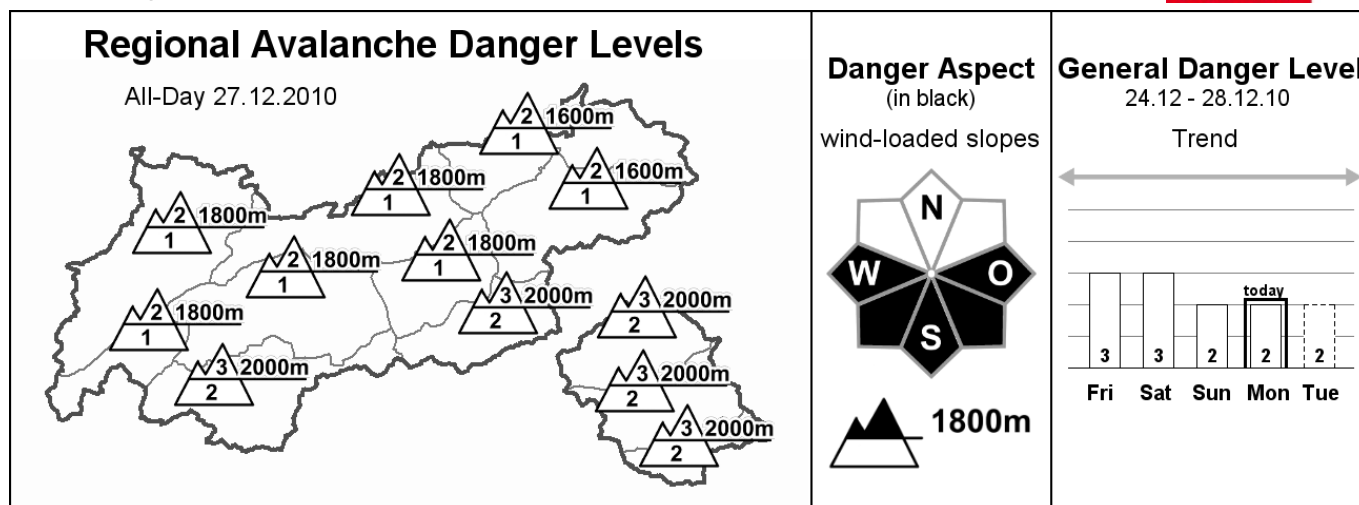 Regional Avalanche Danger Levels
All-Day 27.12.2010
2 1600m
1
2 1800m
1
2 1600m
1
2 1800m
1
2 1800m
1
2 1800m
1
3 2000m
2
3 2000m
2
2 1800m
1
3 2000m
2
3 2000m
2
3 2000m
2
Danger Aspect
(in black)
wind-loaded slopes
N
W O
S
1800m
General Danger Level
24.12 - 28.12.10
Trend
today
3 3 2 2 2
Fri Sat Sun Mon Tue